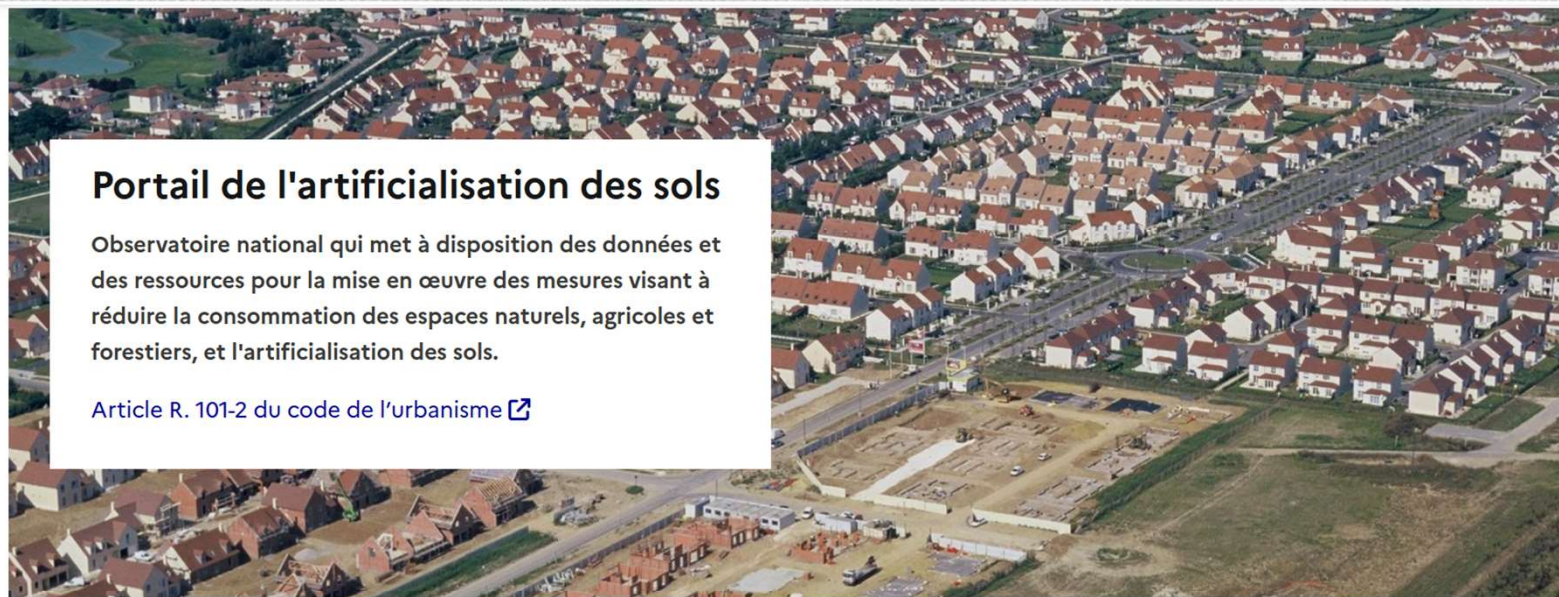 Portail de l'artificialisation des sols
Observatoire national qui met à disposition des données et
des ressources pour la mise en œuvre des mesures visant à
réduire la consommation des espaces naturels, agricoles et
forestiers, et l'artificialisation des sols.
Article R. 101-2 du code de l’urbanisme